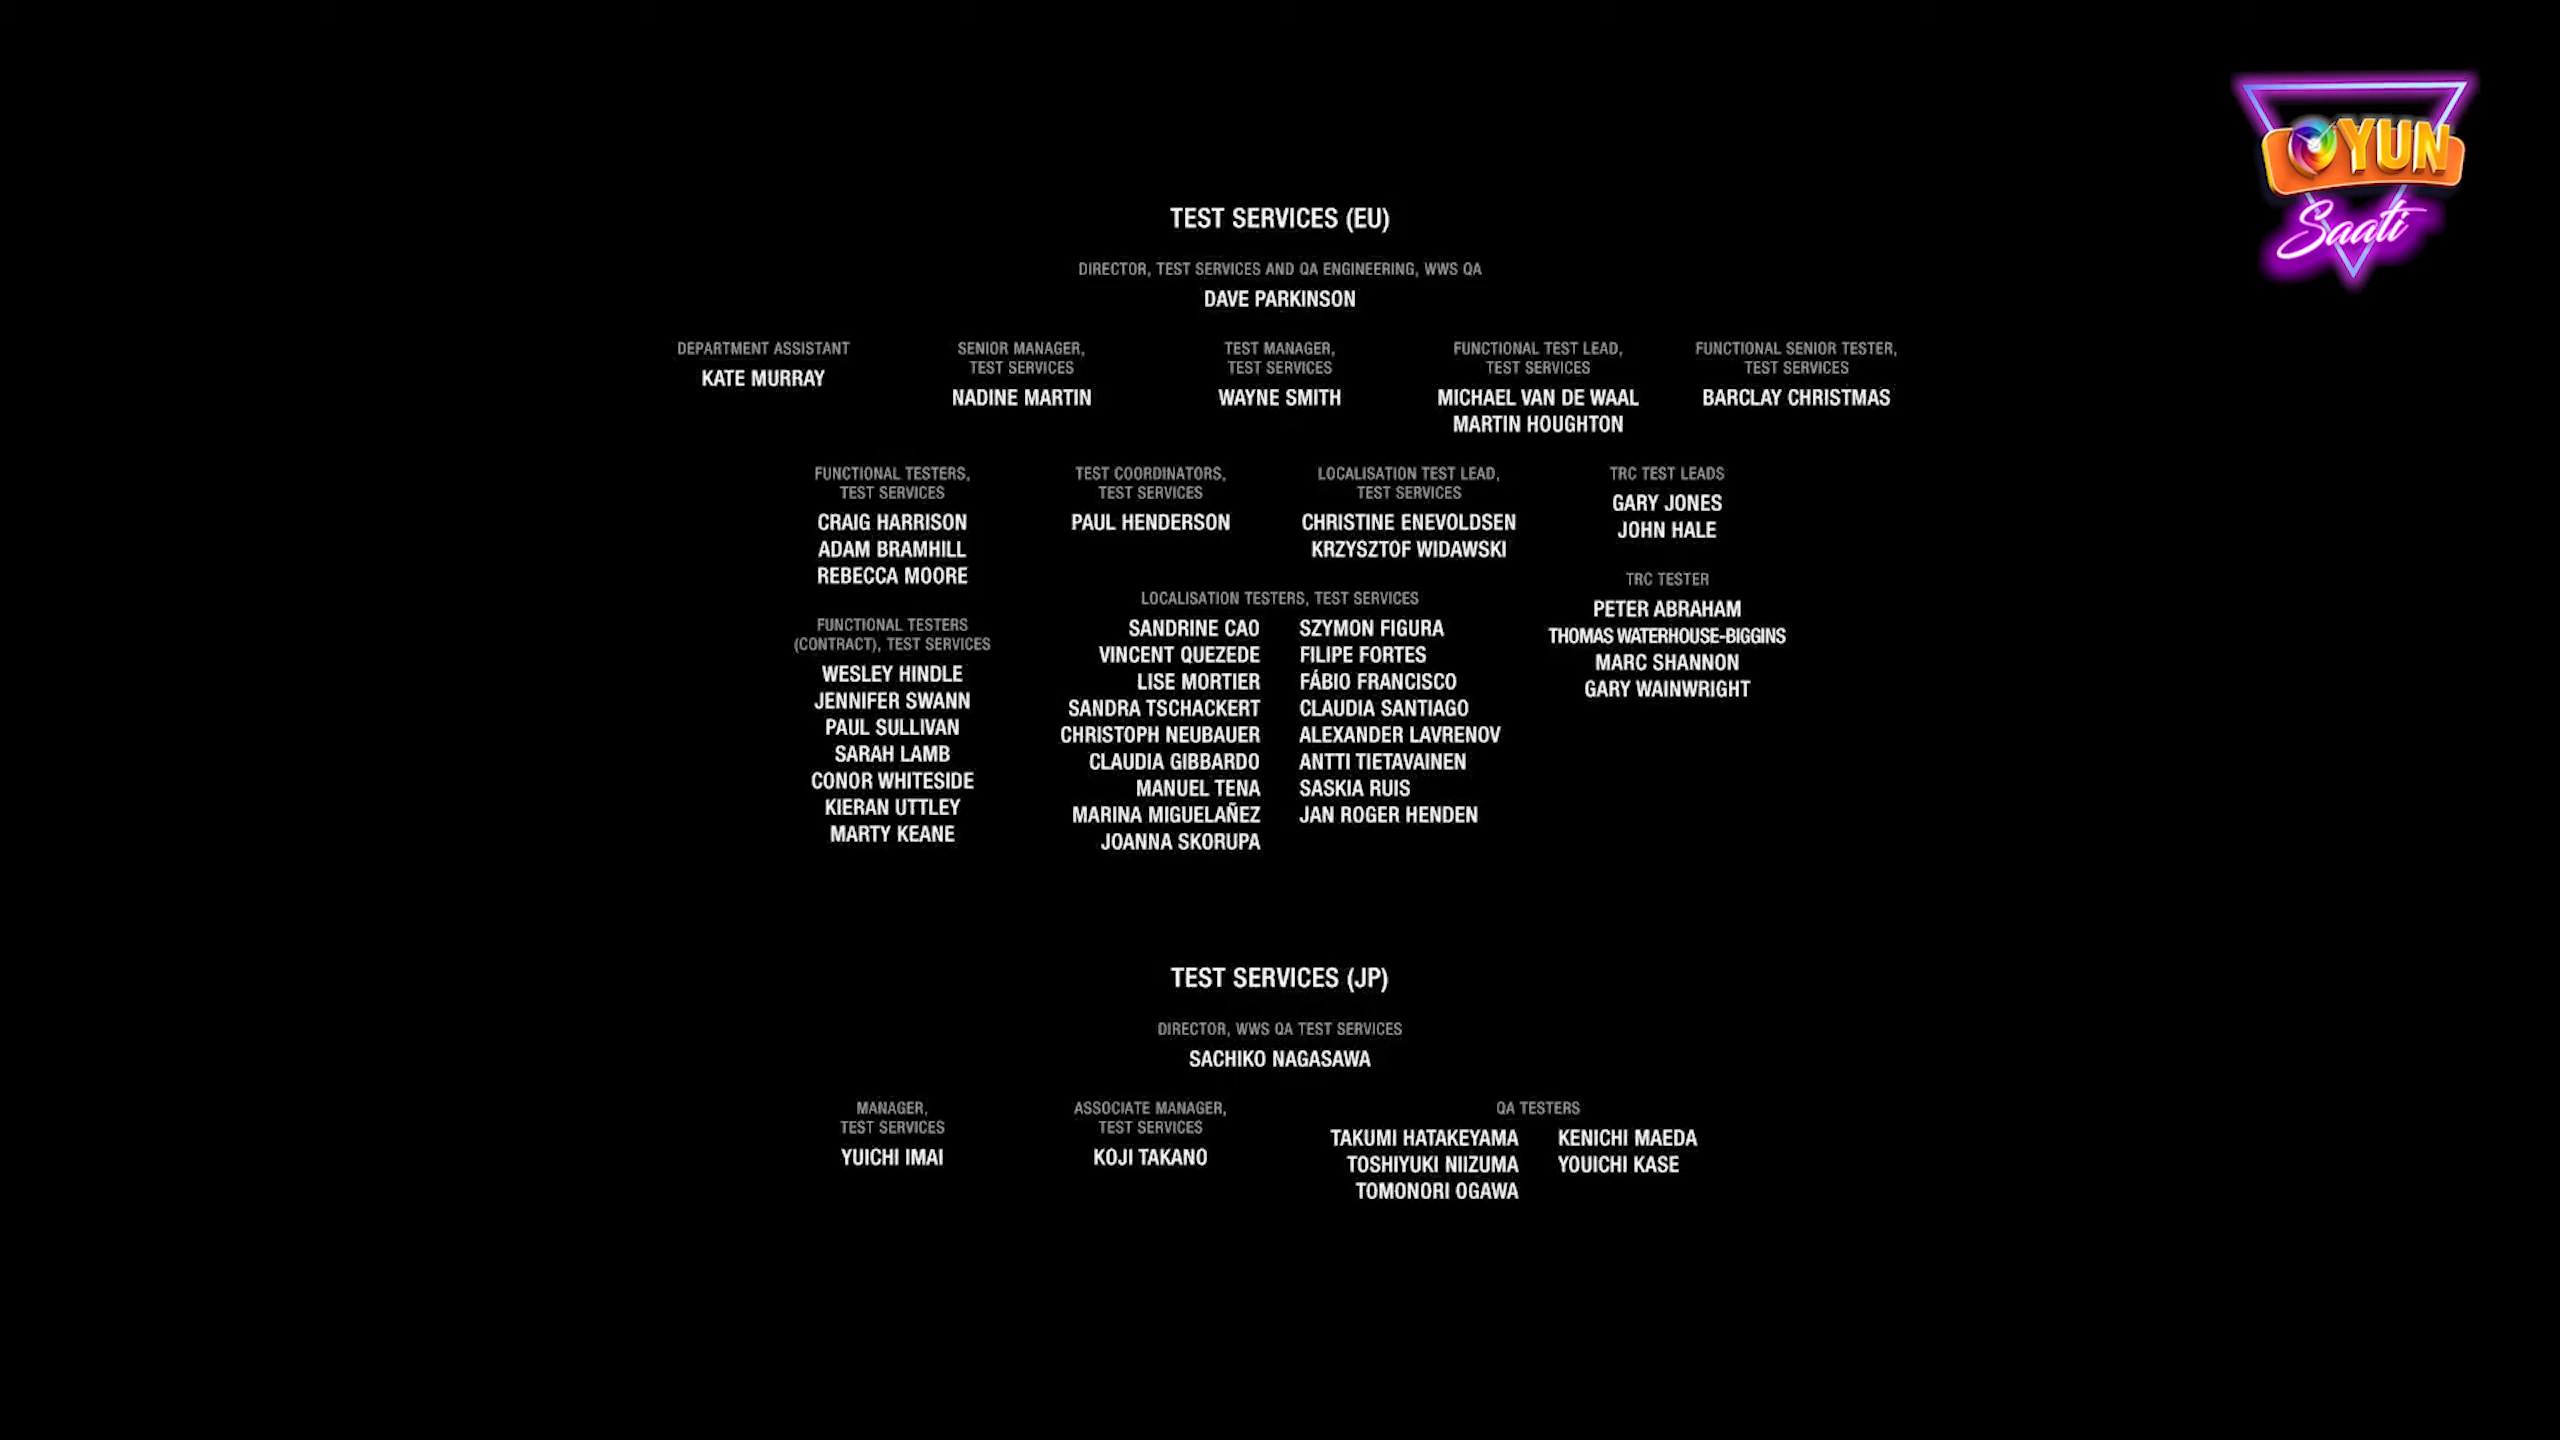 OYUN
Saati
TEST SERVICES (EU)
DIRECTOR, TEST SERVICES AND QA ENGINEERING, WWS QA
DAVE PARKINSON
DEPARTMENT ASSISTANT
KATE MURRAY
SENIOR MANAGER,
TEST SERVICES
NADINE MARTIN
TEST MANAGER,
TEST SERVICES
WAYNE SMITH
FUNCTIONAL TEST LEAD,
TEST SERVICES
MICHAEL VAN DE WAAL
MARTIN HOUGHTON
FUNCTIONAL SENIOR TESTER,
TEST SERVICES
BARCLAY CHRISTMAS
FUNCTIONAL TESTERS,
TEST SERVICES
CRAIG HARRISON
ADAM BRAMHILL
REBECCA MOORE
FUNCTIONAL TESTERS
(CONTRACT), TEST SERVICES
WESLEY HINDLE
JENNIFER SWANN
PAUL SULLIVAN
SARAH LAMB
CONOR WHITESIDE
KIERAN UTTLEY
MARTY KEANE
TEST COORDINATORS,
TEST SERVICES
PAUL HENDERSON
LOCALISATION TEST LEAD,
TEST SERVICES
CHRISTINE ENEVOLDSEN
KRZYSZTOF WIDAWSKI
LOCALISATION TESTERS, TEST SERVICES
SANDRINE CAO
VINCENT QUEZEDE
LISE MORTIER
SANDRA TSCHACKERT
CHRISTOPH NEUBAUER
CLAUDIA GIBBARDO
MANUEL TENA
MARINA MIGUELAÑEZ
JOANNA SKORUPA
SZYMON FIGURA
FILIPE FORTES
FÁBIO FRANCISCO
CLAUDIA SANTIAGO
ALEXANDER LAVRENOV
ANTTI TIETAVAINEN
SASKIA RUIS
JAN ROGER HENDEN
TRC TEST LEADS
GARY JONES
JOHN HALE
TRC TESTER
PETER ABRAHAM
THOMAS WATERHOUSE-BIGGINS
MARC SHANNON
GARY WAINWRIGHT
TEST SERVICES (JP)
DIRECTOR, WWS QA TEST SERVICES
SACHIKO NAGASAWA
MANAGER,
TEST SERVICES
YUICHI IMAI
ASSOCIATE MANAGER,
TEST SERVICES
KOJI TAKANO
QA TESTERS
TAKUMI HATAKEYAMA
TOSHIYUKI NIIZUMA
TOMONORI OGAWA
KENICHI MAEDA
YOUICHI KASE